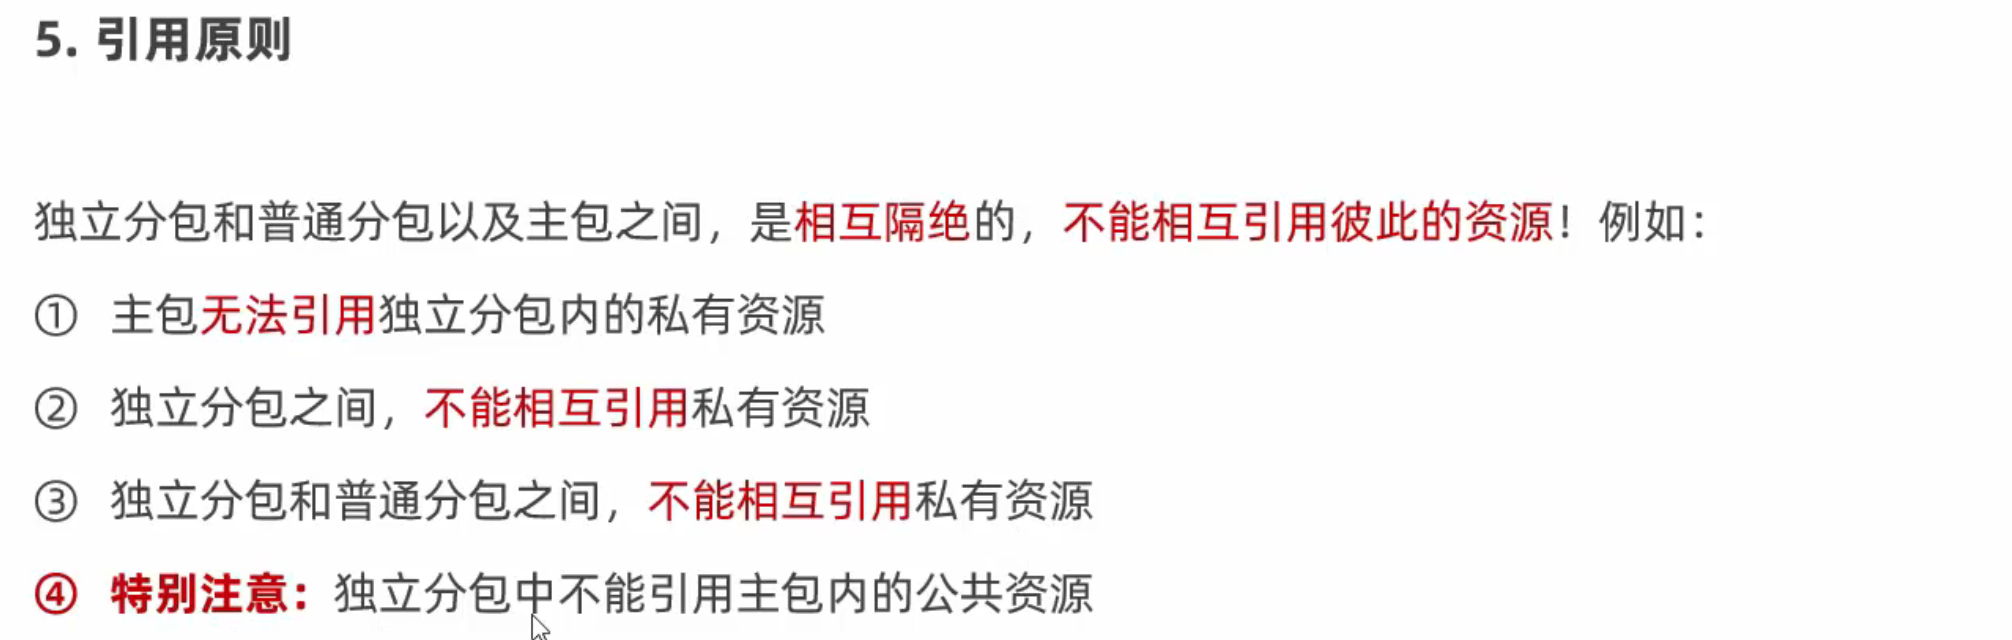 5. 引用原则
独立分包和普通分包以及主包之间，是相互隔绝的，不能相互引用彼此的资源！例如：
① 主包无法引用独立分包内的私有资源
② 独立分包之间，不能相互引用私有资源
③ 独立分包和普通分包之间，不能相互引用私有资源
④ 特别注意：独立分包中不能引用主包内的公共资源